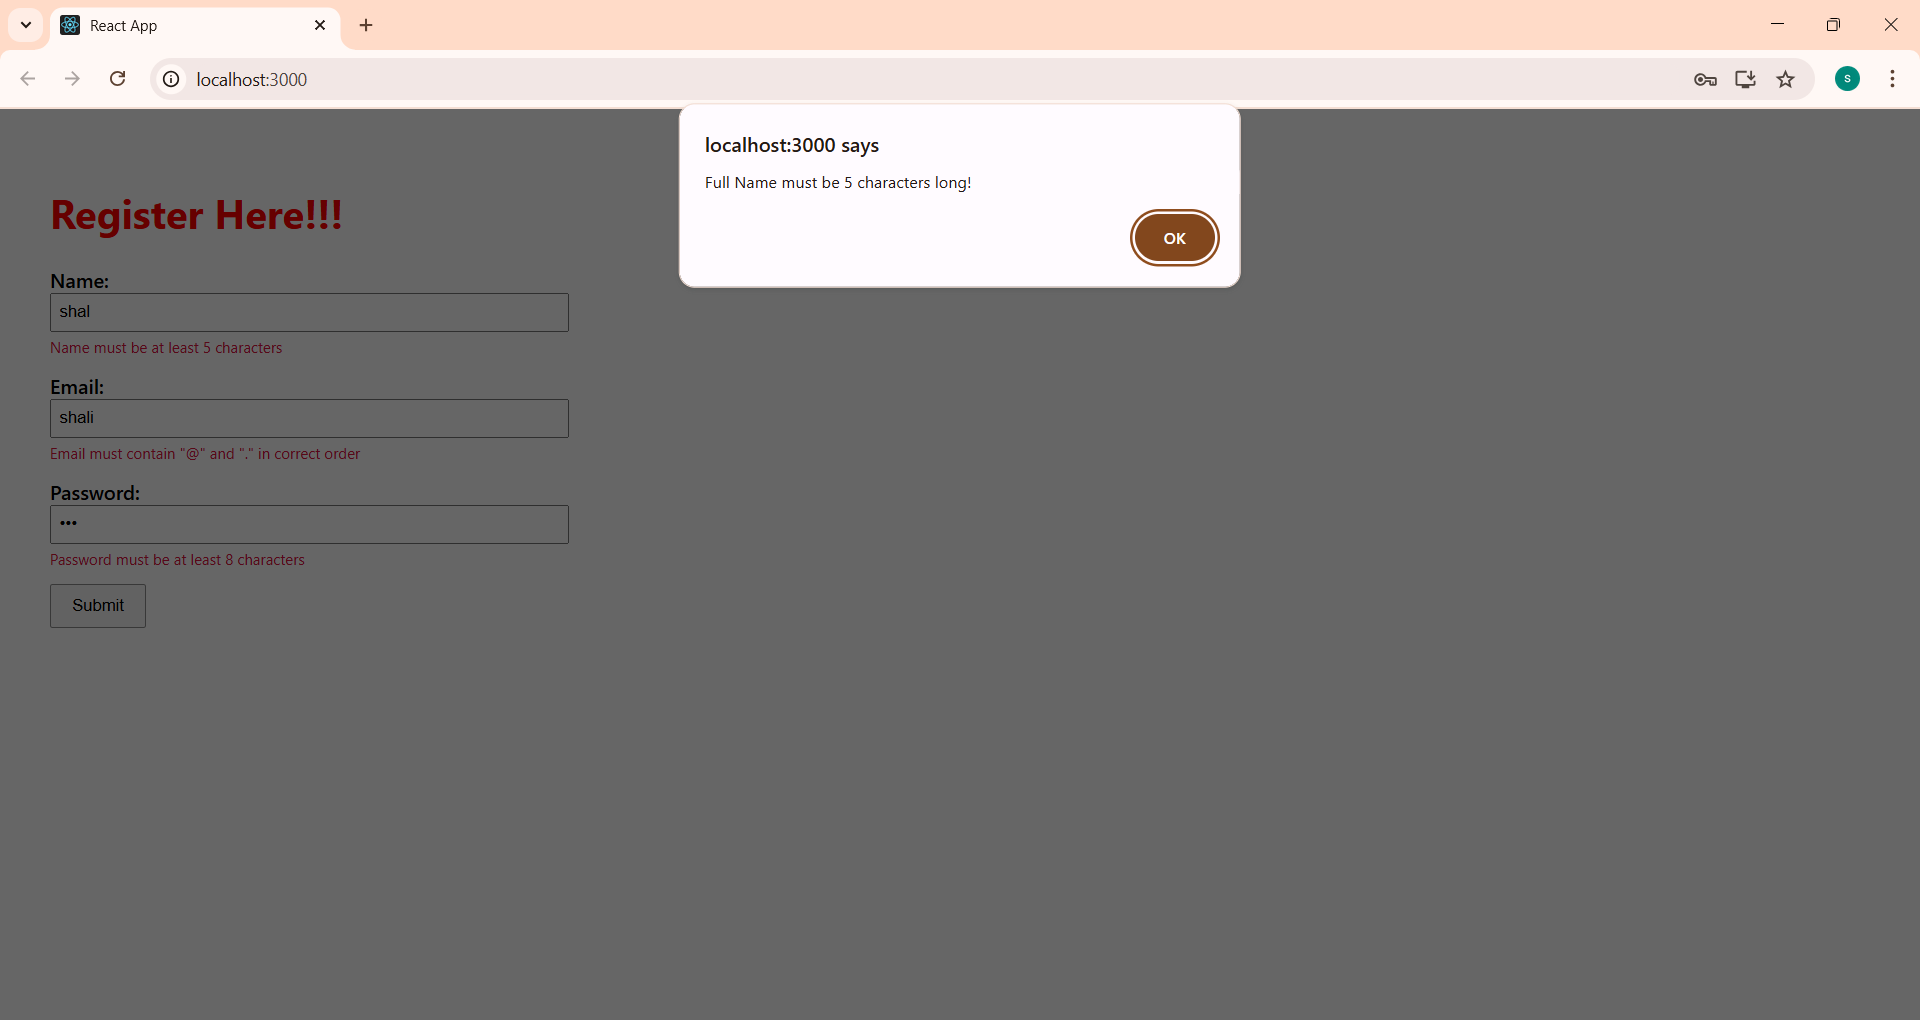 React App
localhost:3000
S
localhost:3000 says
Full Name must be 5 characters long!
OK
Register Here!!!
Name:
shal
Name must be at least 5 characters
Email:
shali
Email must contain "@" and "." in correct order
Password:
•••
Password must be at least 8 characters
Submit